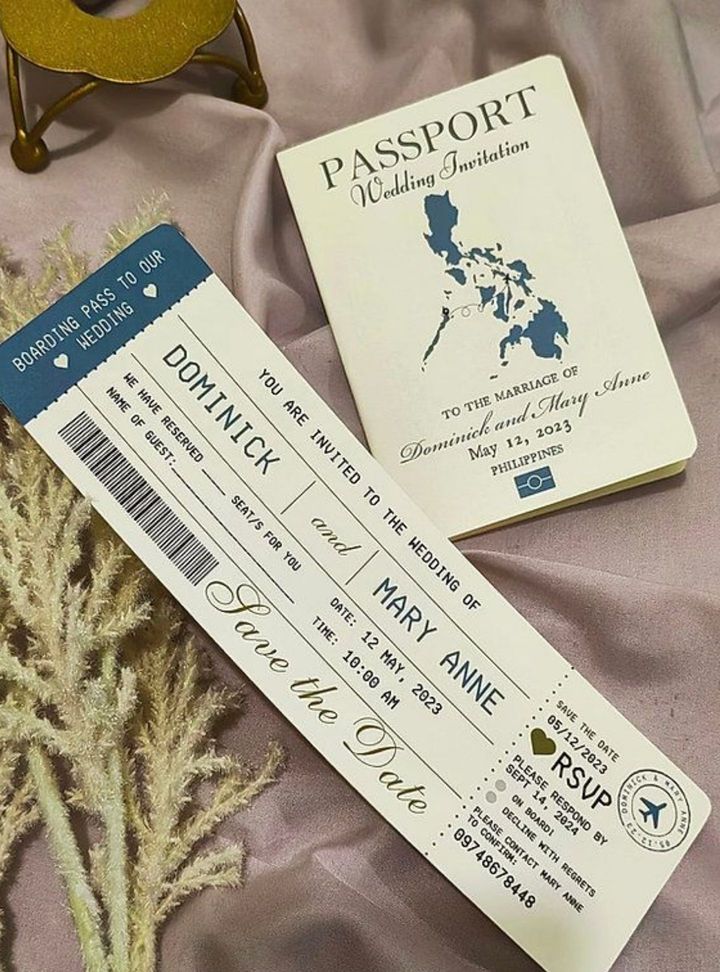 PASSPORT
Wedding Invitation
TO THE MARRIAGE OF
Dominick and Mary Anne
May 12, 2023
PHILIPPINES
BOARDING PASS TO OUR
WEDDING
YOU ARE INVITED TO THE WEDDING OF
DOMINICK
and
MARY ANNE
WE HAVE RESERVED ____ SEAT/S FOR YOU
NAME OF GUEST:
DATE: 12 MAY, 2023
TIME: 10:00 AM
Save the Date
SAVE THE DATE
05/12/2023
RSVP
PLEASE RESPOND BY
SEPT 14, 2024
ON BOARD!
DECLINE WITH REGRETS
PLEASE CONTACT MARY ANNE
TO CONFIRM:
09748678448
DOMINICK & MARY ANNE
05-12-23